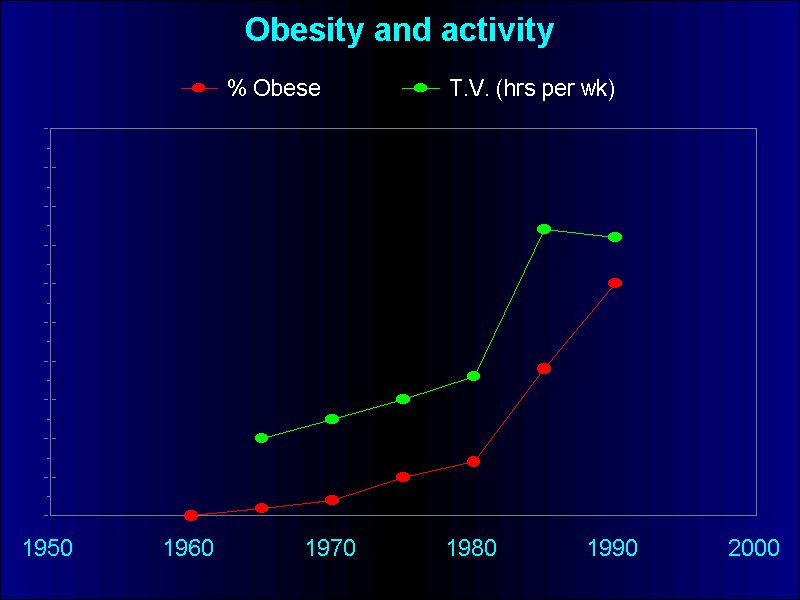 Obesity and activity
% Obese T.V. (hrs per wk)
1950 1960 1970 1980 1990 2000